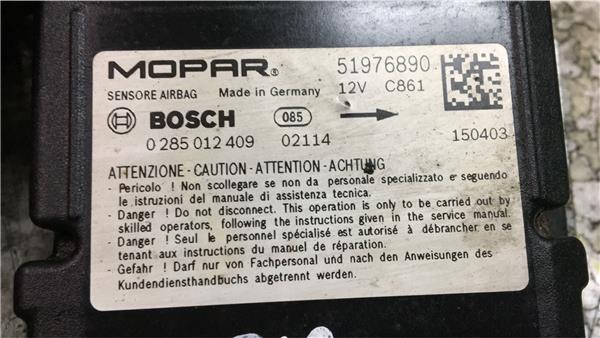 MOPAR® 51976890
SENSORE AIRBAG Made in Germany 12V C861
BOSCH 085
0 285 012 409 02114 150403
ATTENZIONE - CAUTION - ATTENTION - ACHTUNG
- Pericolo ! Non scollegare se non da personale specializzato e seguendo
le istruzioni del manuale di assistenza tecnica.
- Danger ! Do not disconnect. This operation is only to be carried out by
skilled operators, following the instructions given in the service manual.
- Danger ! Seul le personnel spécialisé est autorisé à débrancher en se
tenant aux instructions du manuel de réparation.
- Gefahr ! Darf nur von Fachpersonal und nach den Anweisungen des
Kundendiensthandbuchs abgetrennt werden.